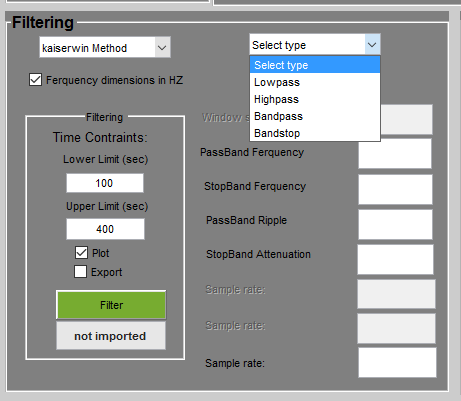 Filtering
kaiserwin Method
Select type
Select type
Lowpass
Highpass
Bandpass
Bandstop
Ferquency dimensions in HZ
Filtering
Time Contraints:
Lower Limit (sec)
100
Upper Limit (sec)
400
Plot
Export
Filter
not imported
Window s
PassBand Ferquency
StopBand Ferquency
PassBand Ripple
StopBand Attenuation
Sample rate:
Sample rate:
Sample rate: